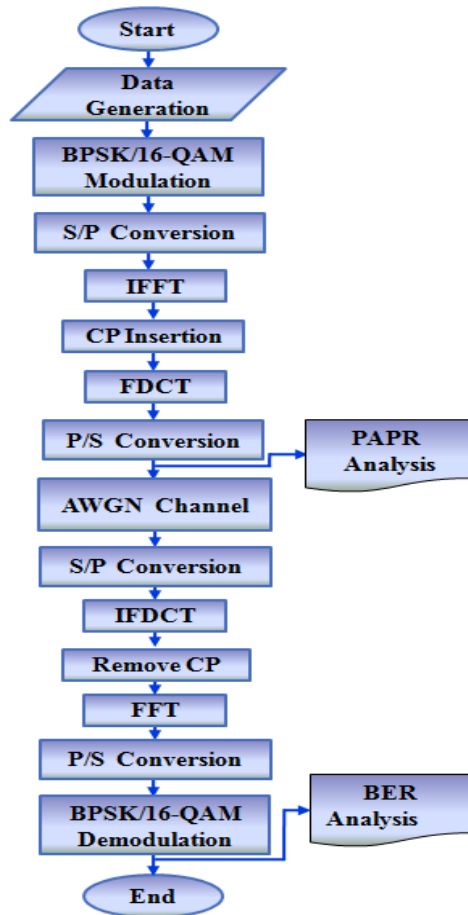 Start
Data
Generation
BPSK/16-QAM
Modulation
S/P Conversion
IFFT
CP Insertion
FDCT
P/S Conversion
PAPR
Analysis
AWGN Channel
S/P Conversion
IFDCT
Remove CP
FFT
P/S Conversion
BPSK/16-QAM
Demodulation
BER
Analysis
End